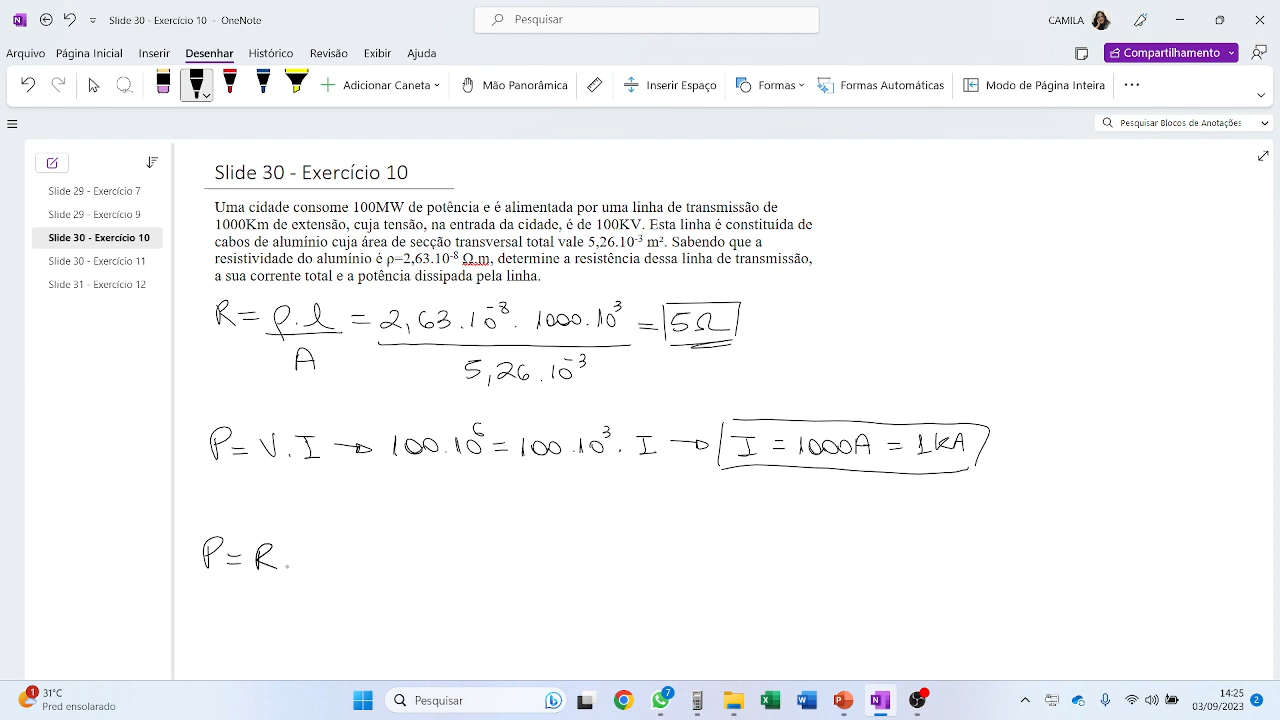 Slide 30 - Exercício 10 - OneNote
Pesquisar
CAMILA
Arquivo Página Inicial Inserir Desenhar Histórico Revisão Exibir Ajuda
Compartilhamento
Adicionar Caneta Mão Panorâmica Inserir Espaço Formas Formas Automáticas Modo de Página Inteira
Pesquisar Blocos de Anotações
Slide 29 - Exercício 7
Slide 29 - Exercício 9
Slide 30 - Exercício 10
Slide 30 - Exercício 11
Slide 31 - Exercício 12
Slide 30 - Exercício 10
Uma cidade consome 100MW de potência e é alimentada por uma linha de transmissão de
1000Km de extensão, cuja tensão, na entrada da cidade, é de 100KV. Esta linha é constituída de
cabos de alumínio cuja área de secção transversal total vale 5,26.10⁻³ m². Sabendo que a
resistividade do alumínio é ρ=2,63.10⁻⁸ Ω.m, determine a resistência dessa linha de transmissão,
a sua corrente total e a potência dissipada pela linha.
R = ρ.l / A = 2,63.10⁻⁸ . 1000.10³ / 5,26.10⁻³ = 5Ω
P = V . I → 100.10⁶ = 100.10³ . I → I = 1000A = 1kA
P = R .
1
31°C
Pred ensolarado
Pesquisar
7
14:25
03/09/2023
2